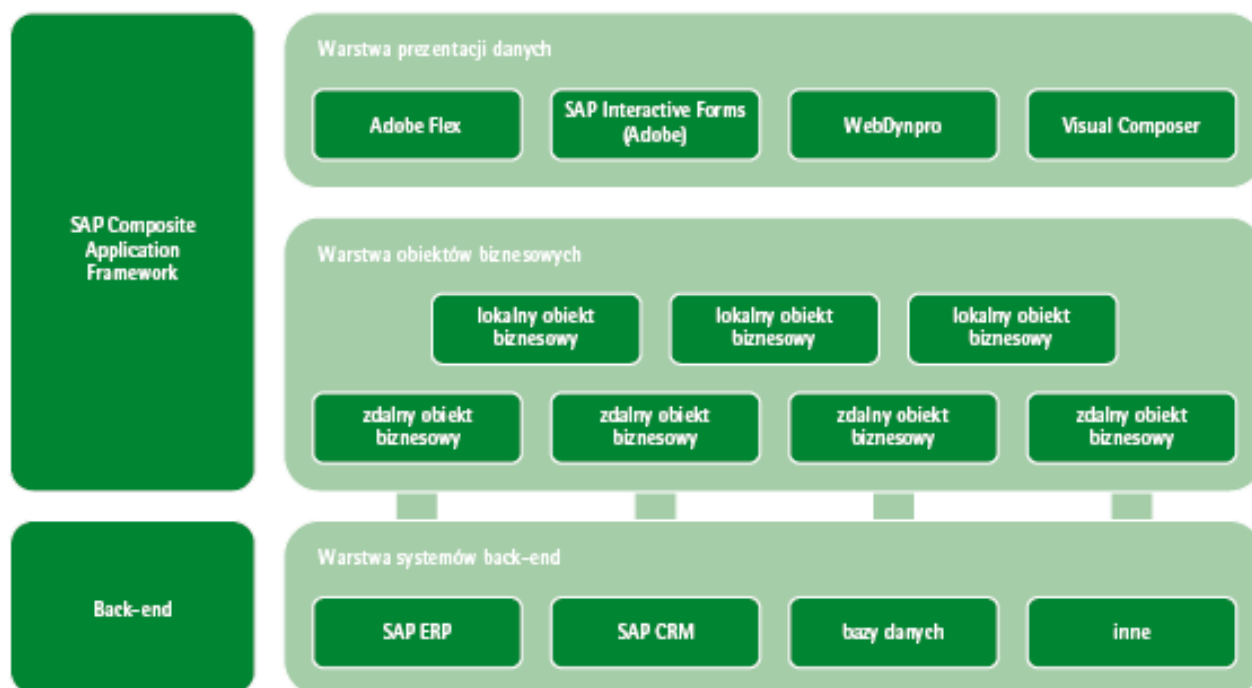 SAP Composite
Application
Framework
Warstwa prezentacji danych
Adobe Flex
SAP Interactive Forms
(Adobe)
WebDynpro
Visual Composer
Warstwa obiektów biznesowych
lokalny obiekt
biznesowy
lokalny obiekt
biznesowy
lokalny obiekt
biznesowy
zdalny obiekt
biznesowy
zdalny obiekt
biznesowy
zdalny obiekt
biznesowy
zdalny obiekt
biznesowy
Back-end
Warstwa systemów back-end
SAP ERP
SAP CRM
bazy danych
inne